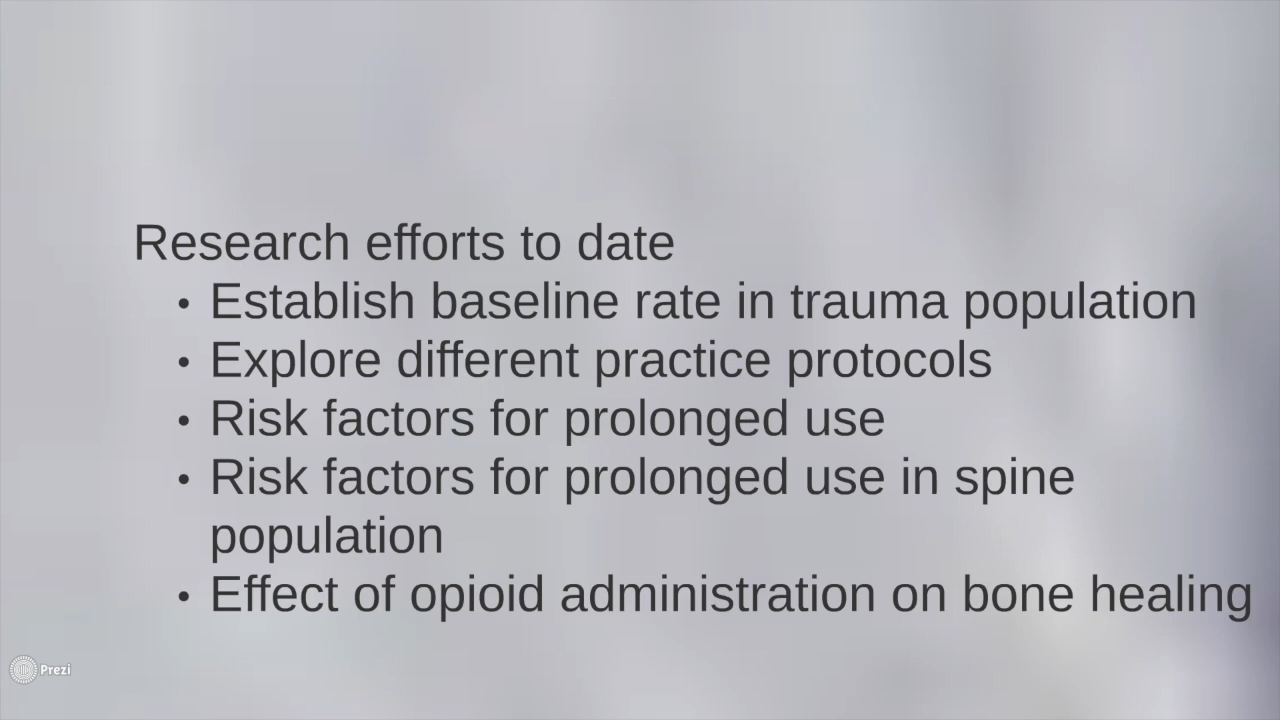 Research efforts to date
• Establish baseline rate in trauma population
• Explore different practice protocols
• Risk factors for prolonged use
• Risk factors for prolonged use in spine
population
• Effect of opioid administration on bone healing
Prezi